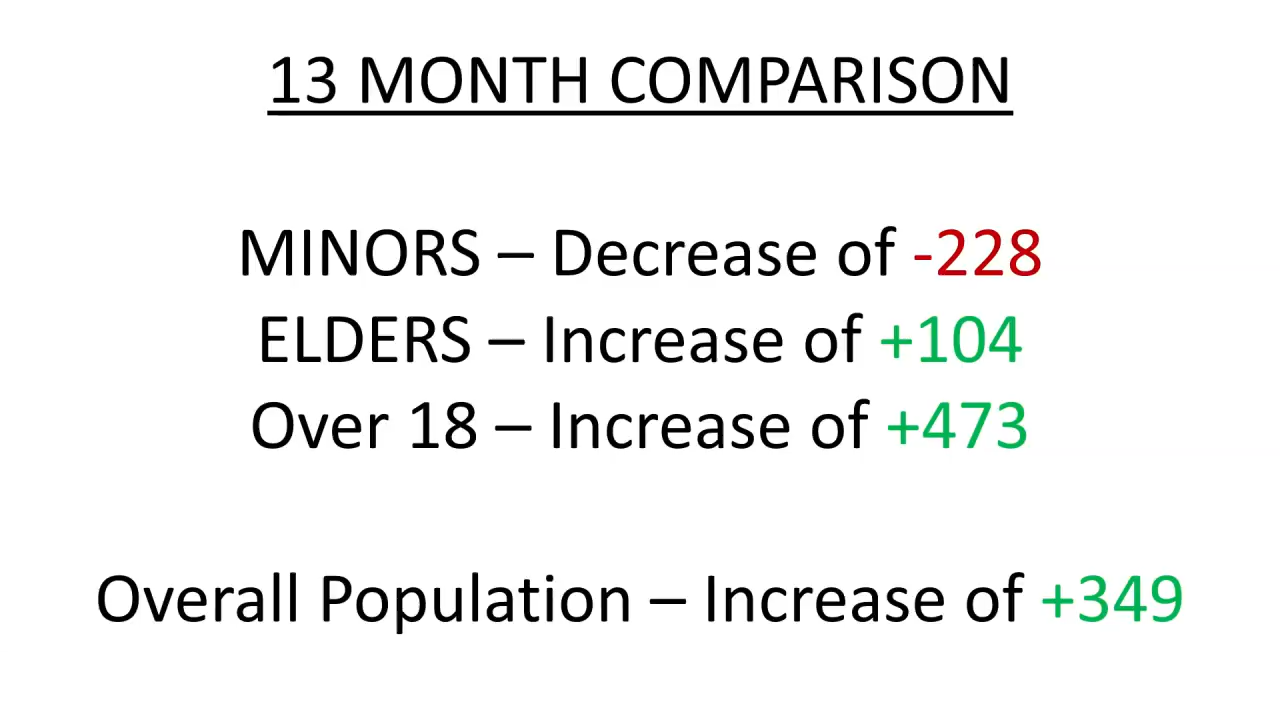 13 MONTH COMPARISON
MINORS – Decrease of -228
ELDERS – Increase of +104
Over 18 – Increase of +473
Overall Population – Increase of +349